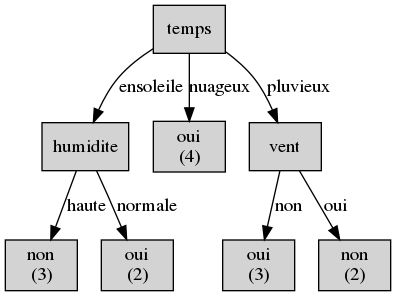 temps
ensoleile
nuageux
pluvieux
humidite
oui
(4)
vent
haute
normale
non
oui
non
(3)
oui
(2)
oui
(3)
non
(2)